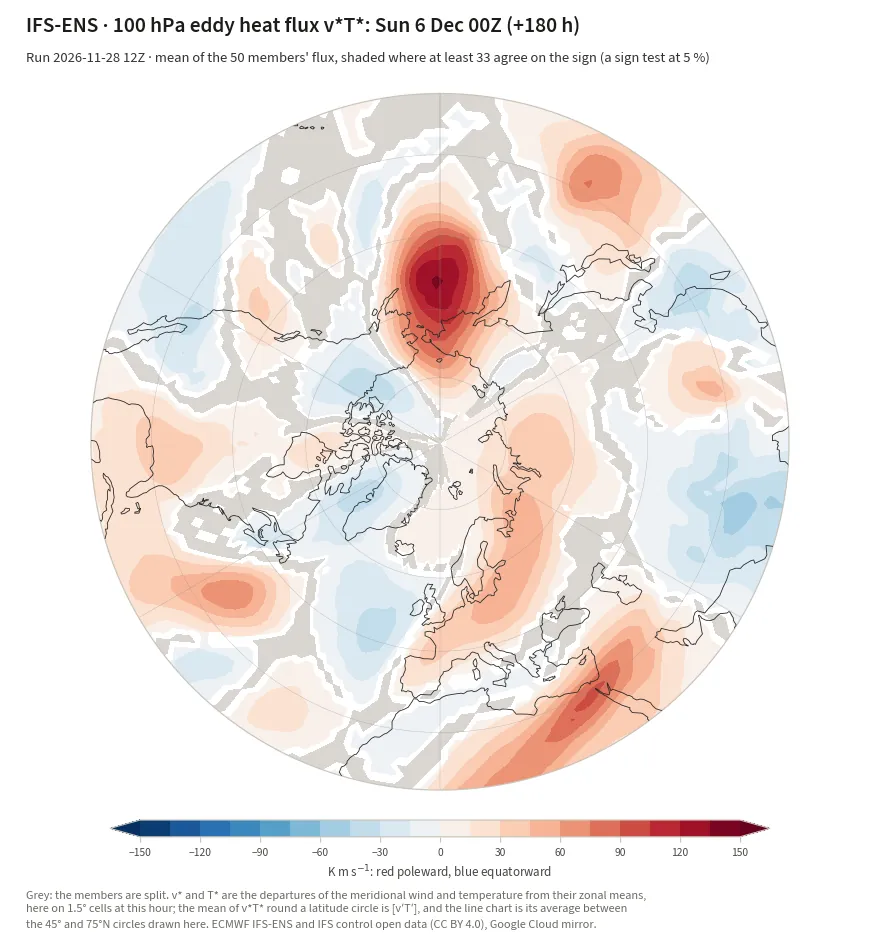 IFS-ENS · 100 hPa eddy heat flux v*T*: Sun 6 Dec 00Z (+180 h)
Run 2026-11-28 12Z · mean of the 50 members' flux, shaded where at least 33 agree on the sign (a sign test at 5 %)
−150 −120 −90 −60 −30 0 30 60 90 120 150
K m s⁻¹: red poleward, blue equatorward
Grey: the members are split. v* and T* are the departures of the meridional wind and temperature from their zonal means,
here on 1.5° cells at this hour; the mean of v*T* round a latitude circle is [v′T′], and the line chart is its average between
the 45° and 75°N circles drawn here. ECMWF IFS-ENS and IFS control open data (CC BY 4.0), Google Cloud mirror.